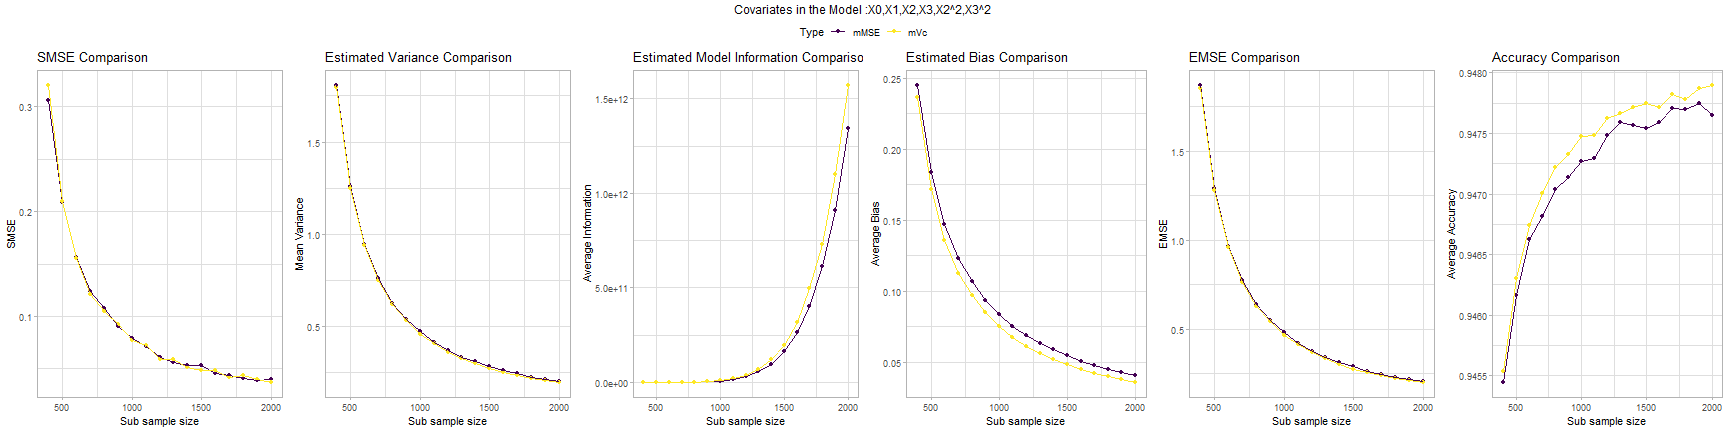 Covariates in the Model :X0,X1,X2,X3,X2^2,X3^2
Type mMSE mVc
SMSE Comparison
SMSE
0.3
0.2
0.1
500 1000 1500 2000
Sub sample size
Estimated Variance Comparison
Mean Variance
1.5
1.0
0.5
500 1000 1500 2000
Sub sample size
Estimated Model Information Compariso
Average Information
1.5e+12
1.0e+12
5.0e+11
0.0e+00
500 1000 1500 2000
Sub sample size
Estimated Bias Comparison
Average Bias
0.25
0.20
0.15
0.10
0.05
500 1000 1500 2000
Sub sample size
EMSE Comparison
EMSE
1.5
1.0
0.5
500 1000 1500 2000
Sub sample size
Accuracy Comparison
Average Accuracy
0.9480
0.9475
0.9470
0.9465
0.9460
0.9455
500 1000 1500 2000
Sub sample size